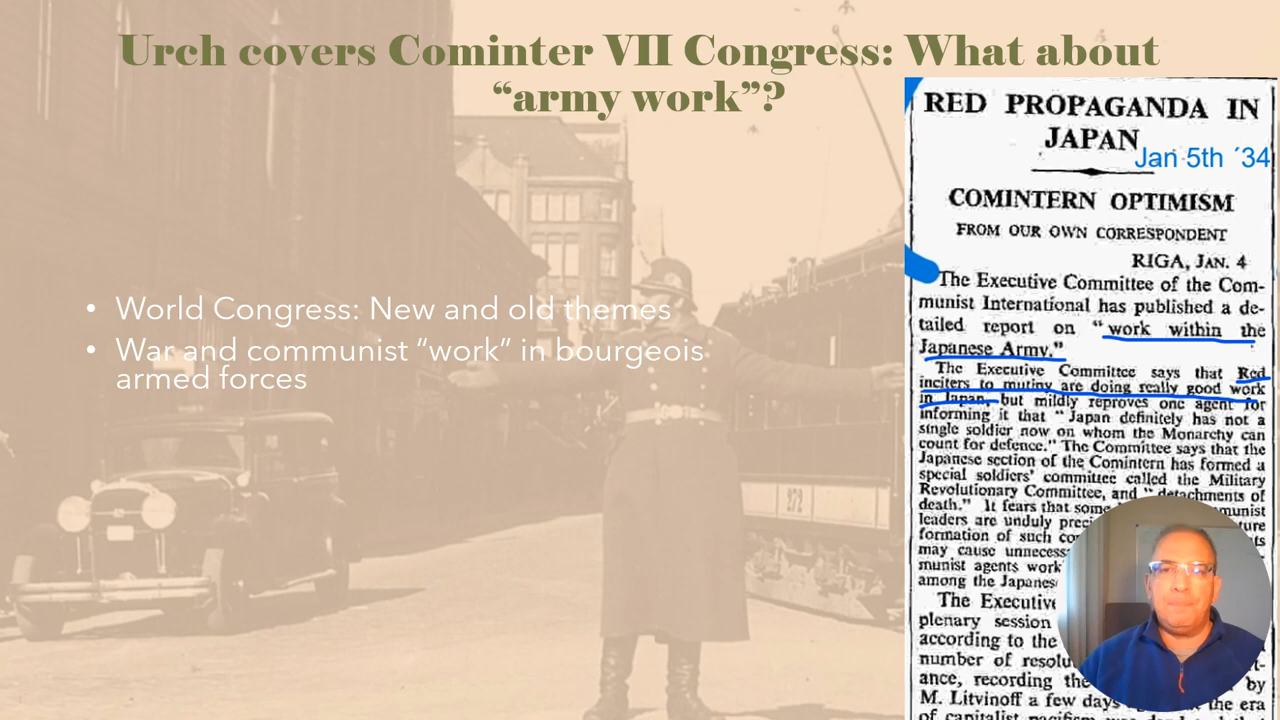 Urch covers Cominter VII Congress: What about
“army work”?
• World Congress: New and old themes
• War and communist “work” in bourgeois
armed forces
RED PROPAGANDA IN
JAPAN
Jan 5th ´34
COMINTERN OPTIMISM
FROM OUR OWN CORRESPONDENT
RIGA, JAN. 4
The Executive Committee of the Com-
munist International has published a de-
tailed report on “work within the
Japanese Army.”
The Executive Committee says that Red
inciters to mutiny are doing really good work
in Japan, but mildly reproves one agent for
informing it that “Japan definitely has not a
single soldier now on whom the Monarchy can
count for defence.” The Committee says that the
Japanese section of the Comintern has formed a
special soldiers’ committee called the Military
Revolutionary Committee, and “detachments of
death.” It fears that some
leaders are unduly
formation of such
may cause
munist agents work
among the
The
plenary session
according to the
number of
ance, recording the by
M. Litvinoff a few days the era
of capitalist pacifism was
272